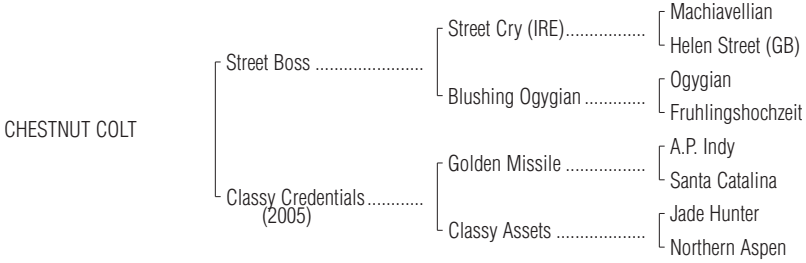 Machiavellian
Street Cry (IRE).................
Helen Street (GB)
Street Boss .......................
Ogygian
Blushing Ogygian .............
Fruhlingshochzeit
CHESTNUT COLT
A.P. Indy
Golden Missile .................
Santa Catalina
Classy Credentials............
(2005)
Jade Hunter
Classy Assets ...................
Northern Aspen